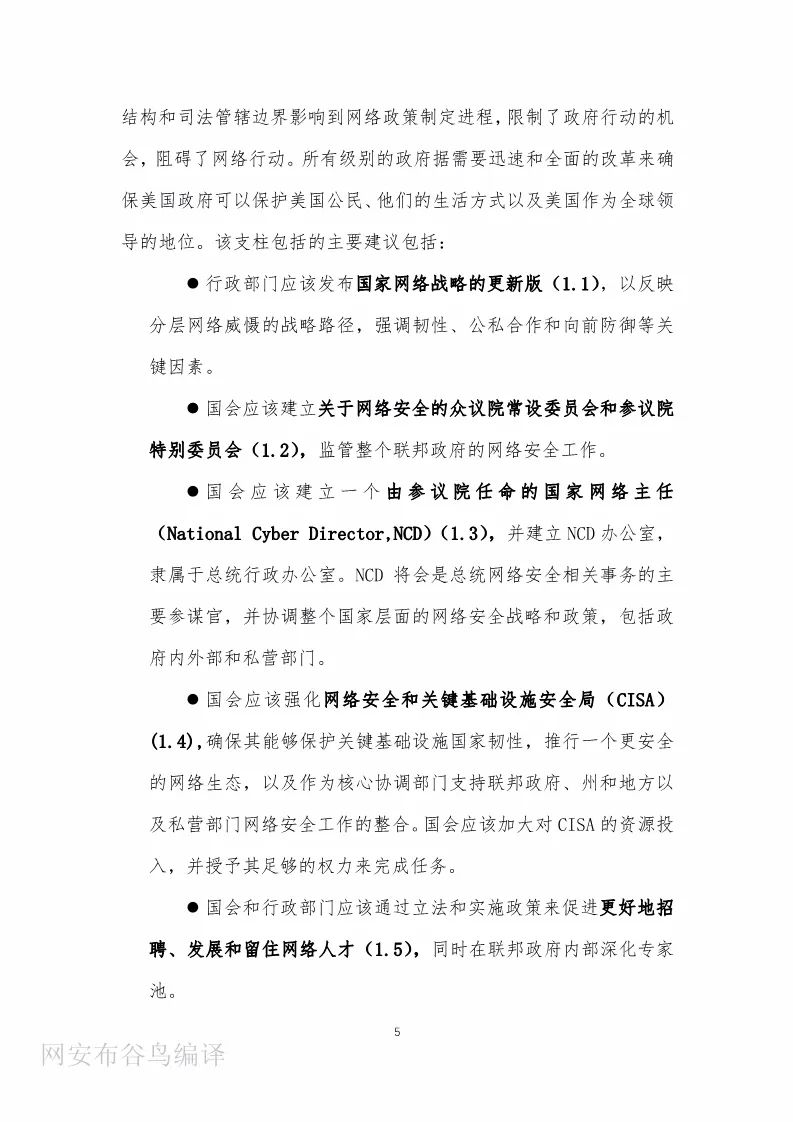 结构和司法管辖边界影响到网络政策制定进程，限制了政府行动的机
会，阻碍了网络行动。所有级别的政府据需要迅速和全面的改革来确
保美国政府可以保护美国公民、他们的生活方式以及美国作为全球领
导的地位。该支柱包括的主要建议包括：
●行政部门应该发布国家网络战略的更新版（1.1），以反映
分层网络威慑的战略路径，强调韧性、公私合作和向前防御等关
键因素。
●国会应该建立关于网络安全的众议院常设委员会和参议院
特别委员会（1.2），监管整个联邦政府的网络安全工作。
●国会应该建立一个由参议院任命的国家网络主任
（National Cyber Director,NCD）（1.3），并建立NCD办公室，
隶属于总统行政办公室。NCD 将会是总统网络安全相关事务的主
要参谋官，并协调整个国家层面的网络安全战略和政策，包括政
府内外部和私营部门。
●国会应该强化网络安全和关键基础设施安全局（CISA）
(1.4),确保其能够保护关键基础设施国家韧性，推行一个更安全
的网络生态，以及作为核心协调部门支持联邦政府、州和地方以
及私营部门网络安全工作的整合。国会应该加大对CISA的资源投
入，并授予其足够的权力来完成任务。
●国会和行政部门应该通过立法和实施政策来促进更好地招
聘、发展和留住网络人才（1.5），同时在联邦政府内部深化专家
池。
5
网安布谷鸟编译